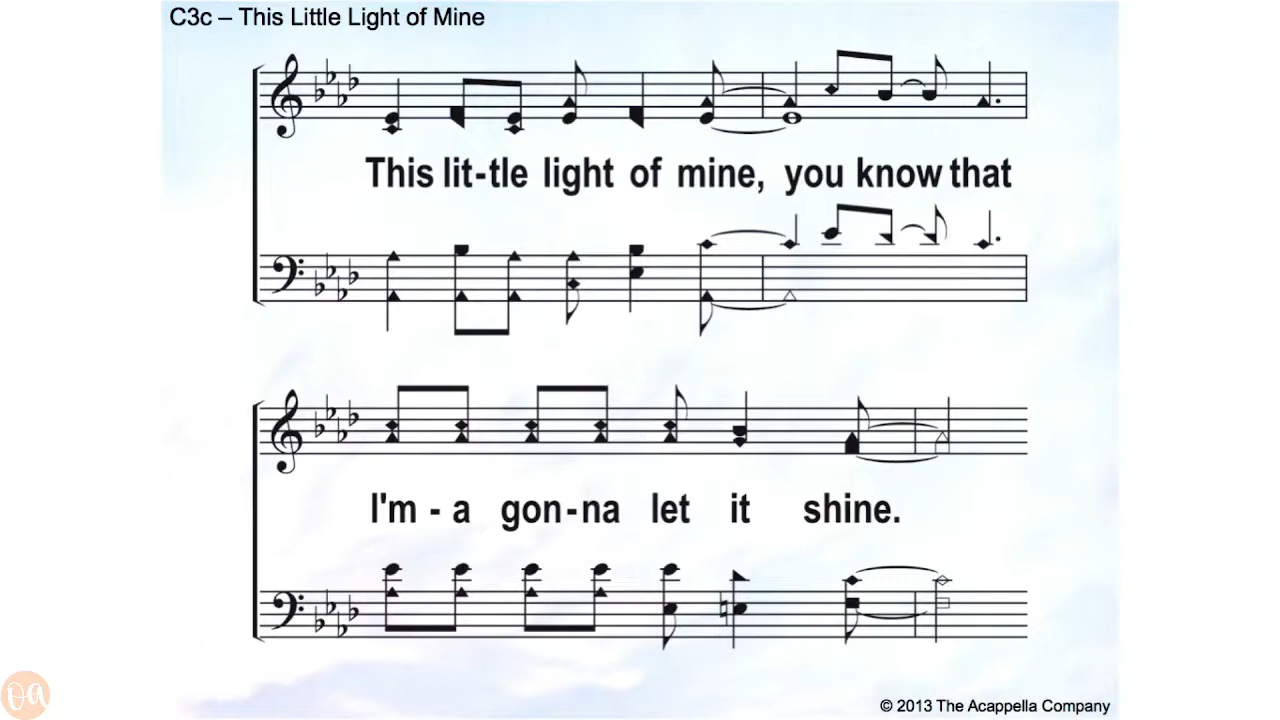 C3c – This Little Light of Mine
This lit-tle light of mine, you know that
I'm - a gon-na let it shine.
oa
© 2013 The Acappella Company